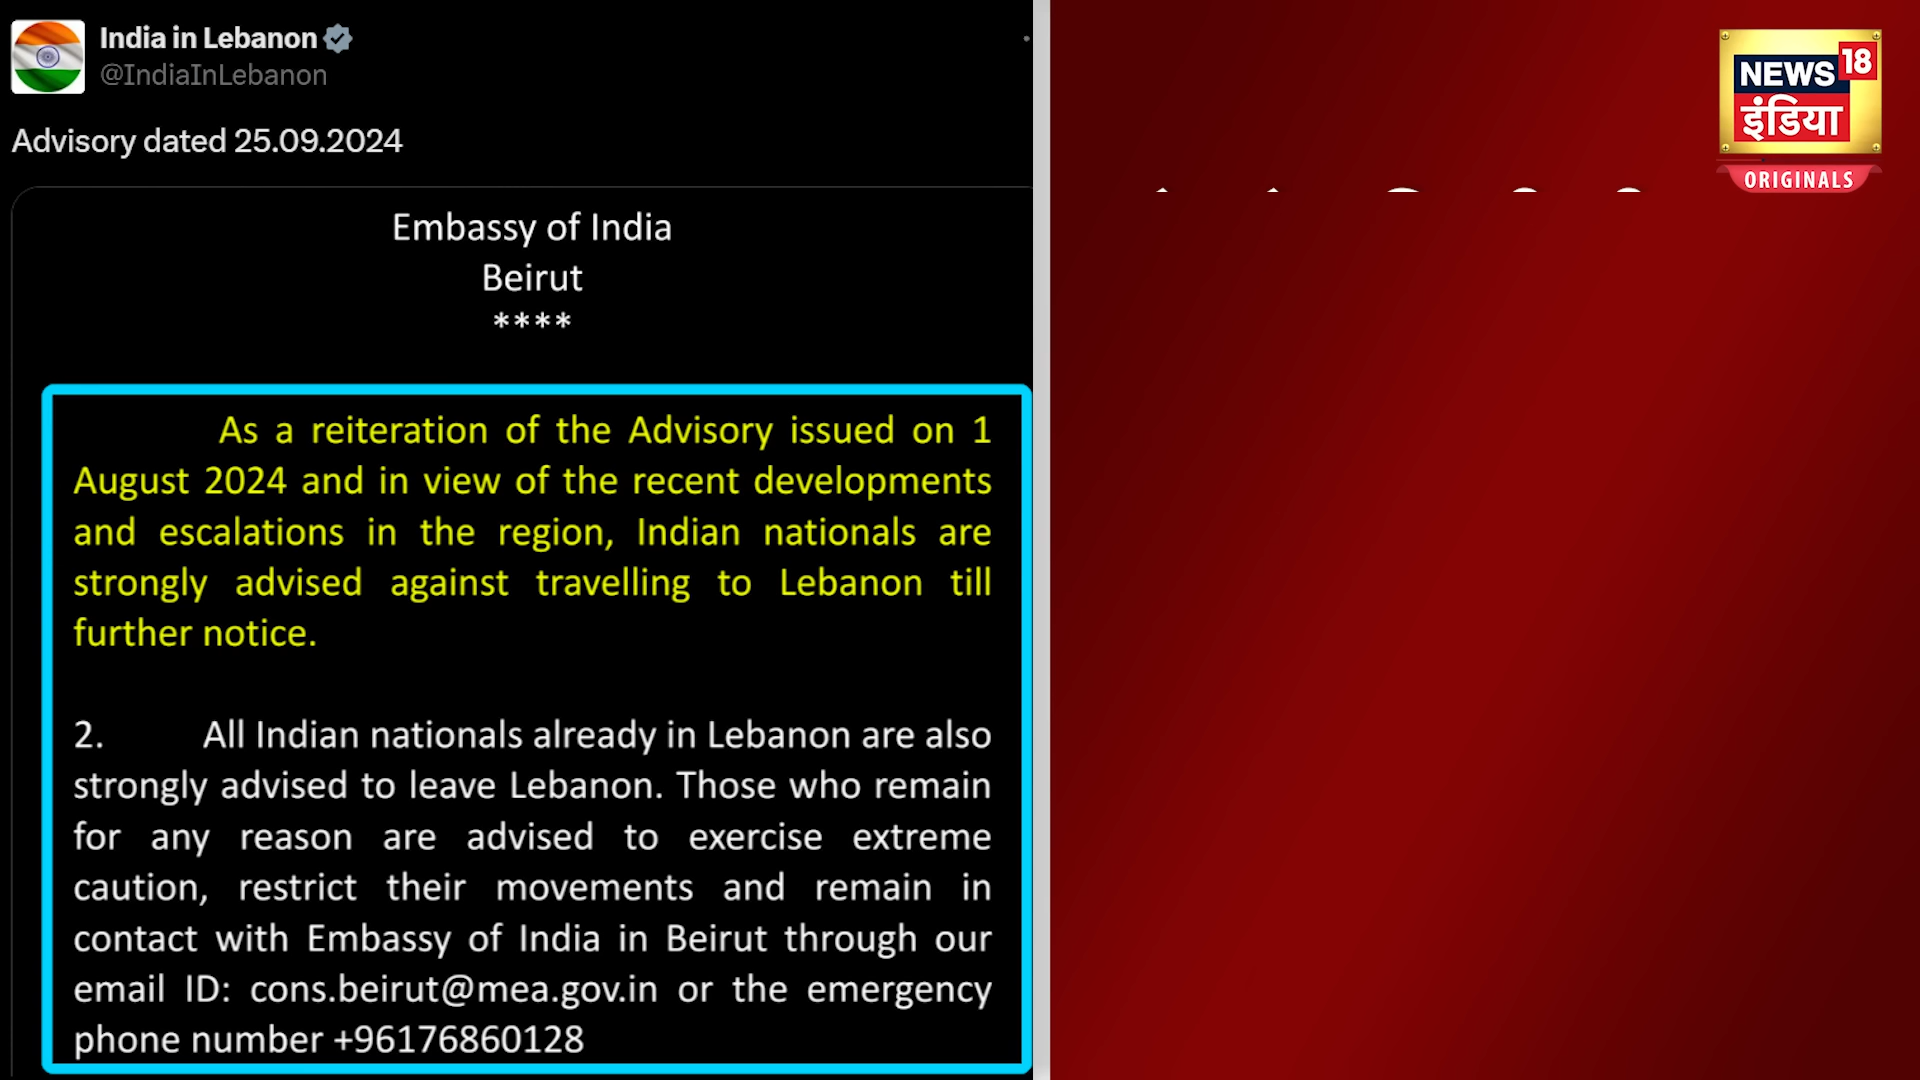 India in Lebanon
@IndiaInLebanon
Advisory dated 25.09.2024
Embassy of India
Beirut
****
As a reiteration of the Advisory issued on 1
August 2024 and in view of the recent developments
and escalations in the region, Indian nationals are
strongly advised against travelling to Lebanon till
further notice.
2. All Indian nationals already in Lebanon are also
strongly advised to leave Lebanon. Those who remain
for any reason are advised to exercise extreme
caution, restrict their movements and remain in
contact with Embassy of India in Beirut through our
email ID: cons.beirut@mea.gov.in or the emergency
phone number +96176860128
NEWS 18
इंडिया
ORIGINALS